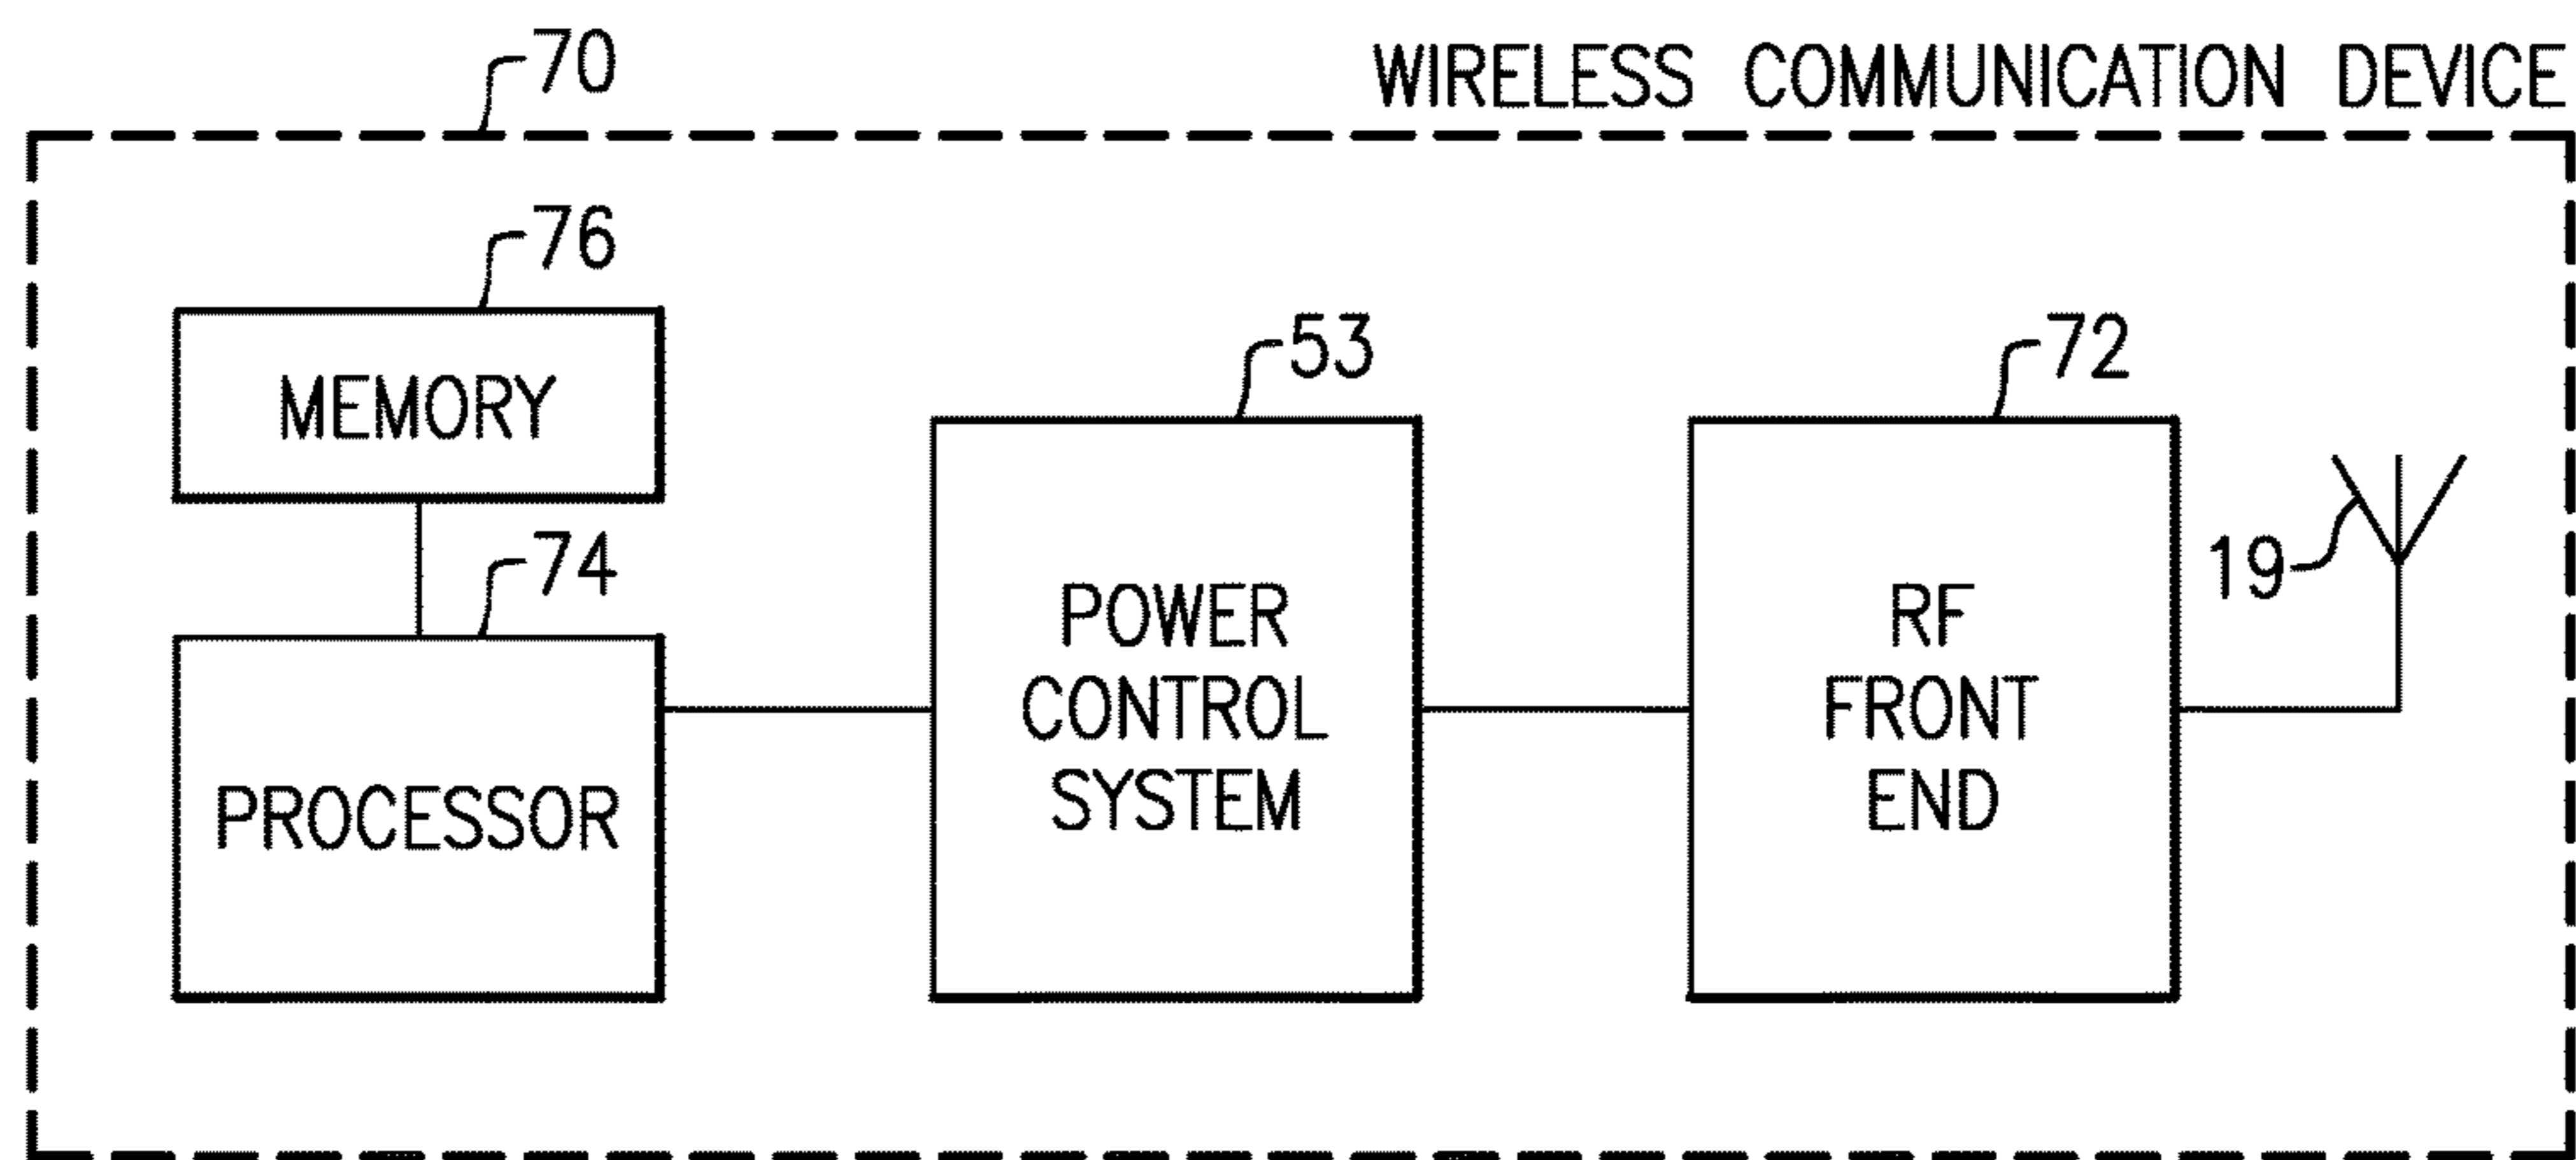 70
WIRELESS COMMUNICATION DEVICE
76
MEMORY
74
PROCESSOR
53
POWER
CONTROL
SYSTEM
72
RF
FRONT
END
19